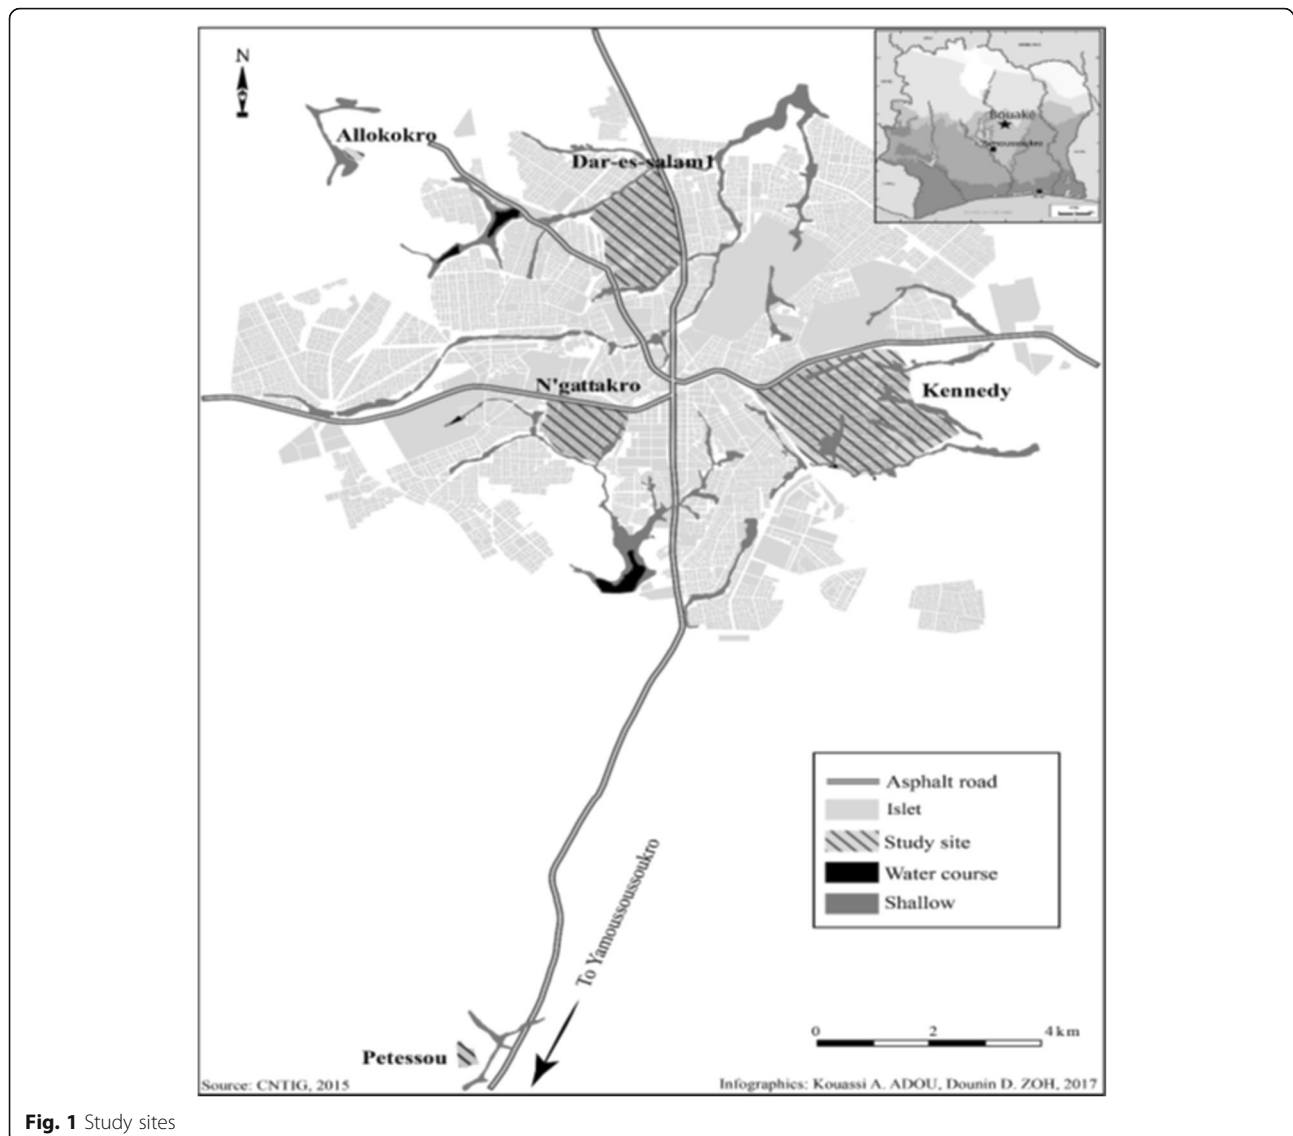 N
Allokokro
Dar-es-salam1
Bouaké
N'gattakro
Kennedy
Asphalt road
Islet
Study site
Water course
Shallow
To Yamoussoussoukro
0 2 4 km
Petessou
Source: CNTIG, 2015
Infographics: Kouassi A. ADOU, Dounin D. ZOH, 2017
Fig. 1 Study sites